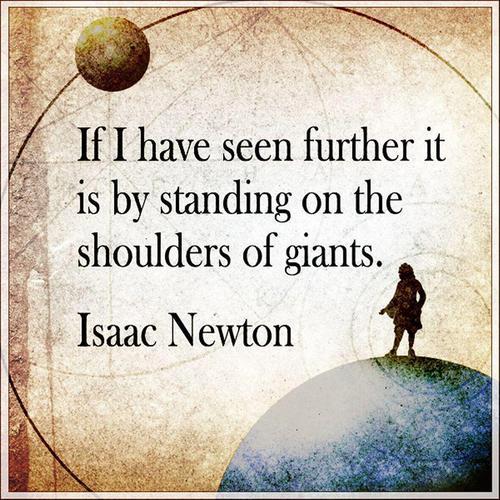 If I have seen further it
is by standing on the
shoulders of giants.
Isaac Newton